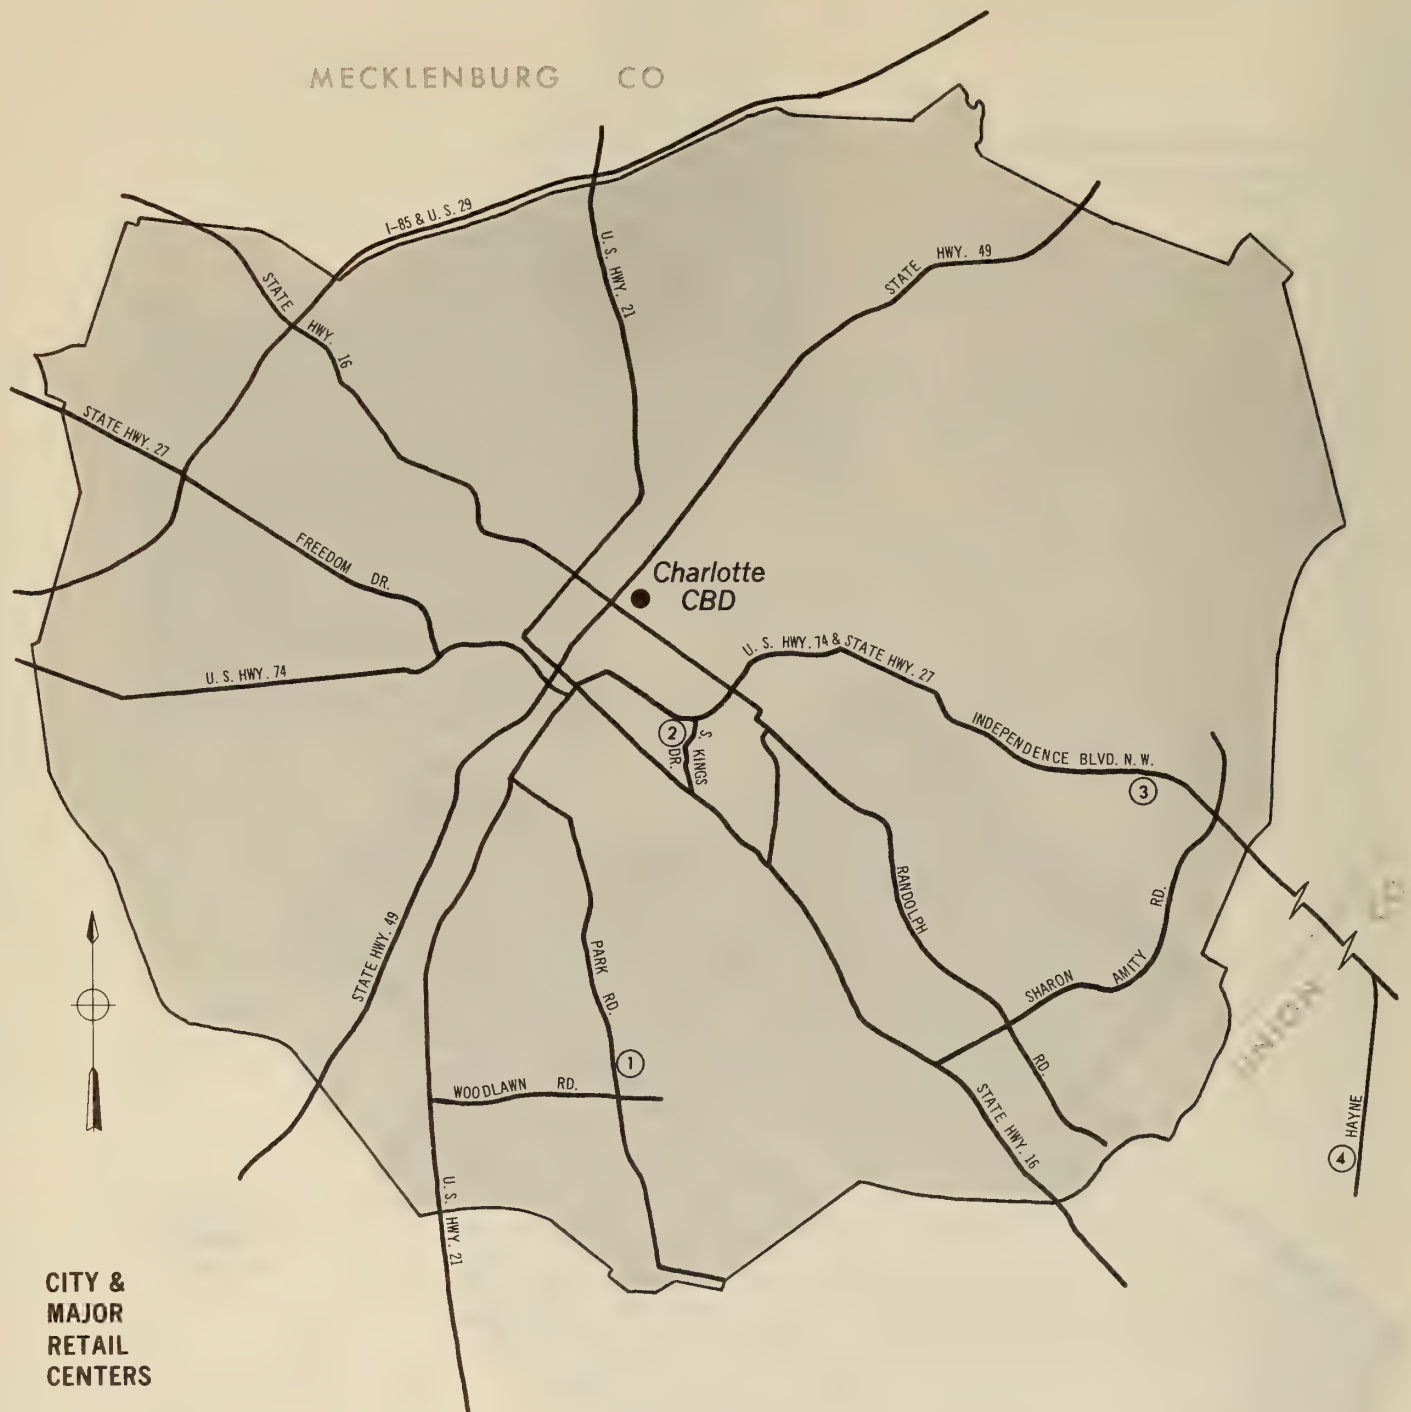 MECKLENBURG CO
I-85 & U. S. 29
U. S. HWY. 21
STATE HWY. 49
STATE HWY. 16
STATE HWY. 27
FREEDOM DR.
Charlotte
CBD
U. S. HWY. 74
U. S. HWY. 74 & STATE HWY. 27
2
S. KINGS
DR.
INDEPENDENCE BLVD. N. W.
3
RANDOLPH RD.
SHARON AMITY RD.
STATE HWY. 49
PARK RD.
UNION
1
WOODLAWN RD.
STATE HWY. 16
HAYNE
4
U. S. HWY. 21
CITY &
MAJOR
RETAIL
CENTERS